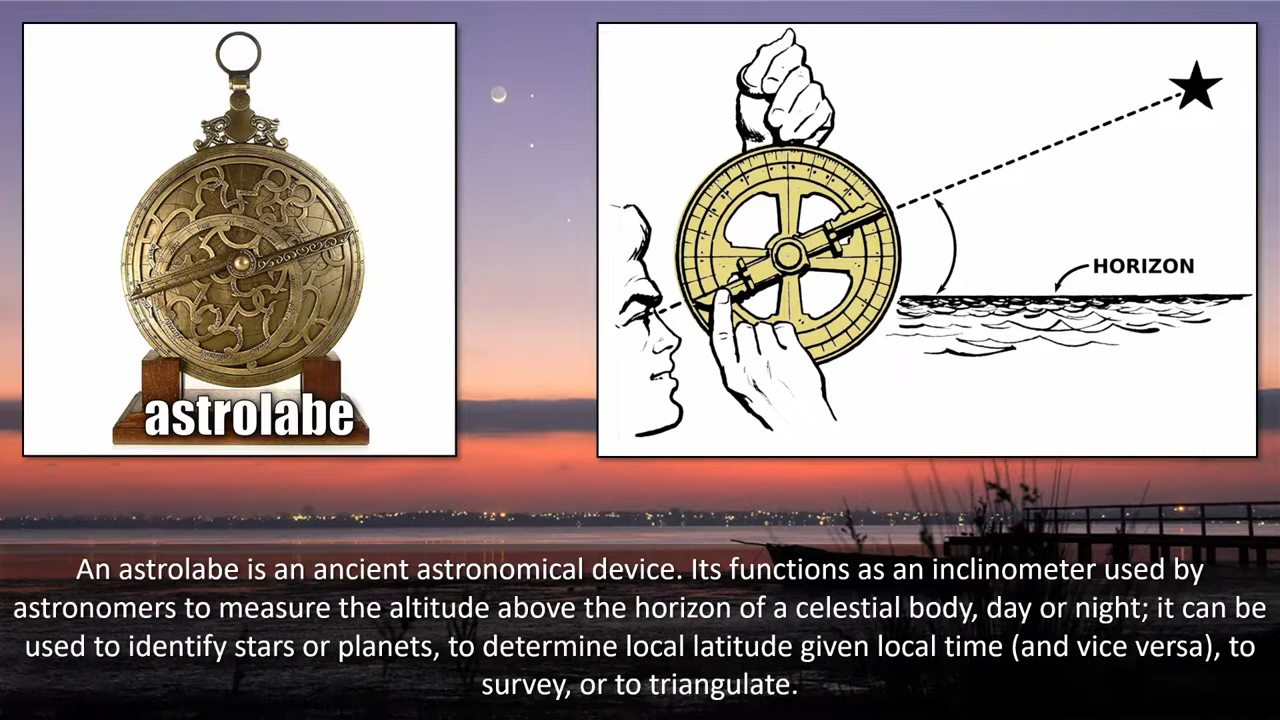 astrolabe
HORIZON
An astrolabe is an ancient astronomical device. Its functions as an inclinometer used by
astronomers to measure the altitude above the horizon of a celestial body, day or night; it can be
used to identify stars or planets, to determine local latitude given local time (and vice versa), to
survey, or to triangulate.